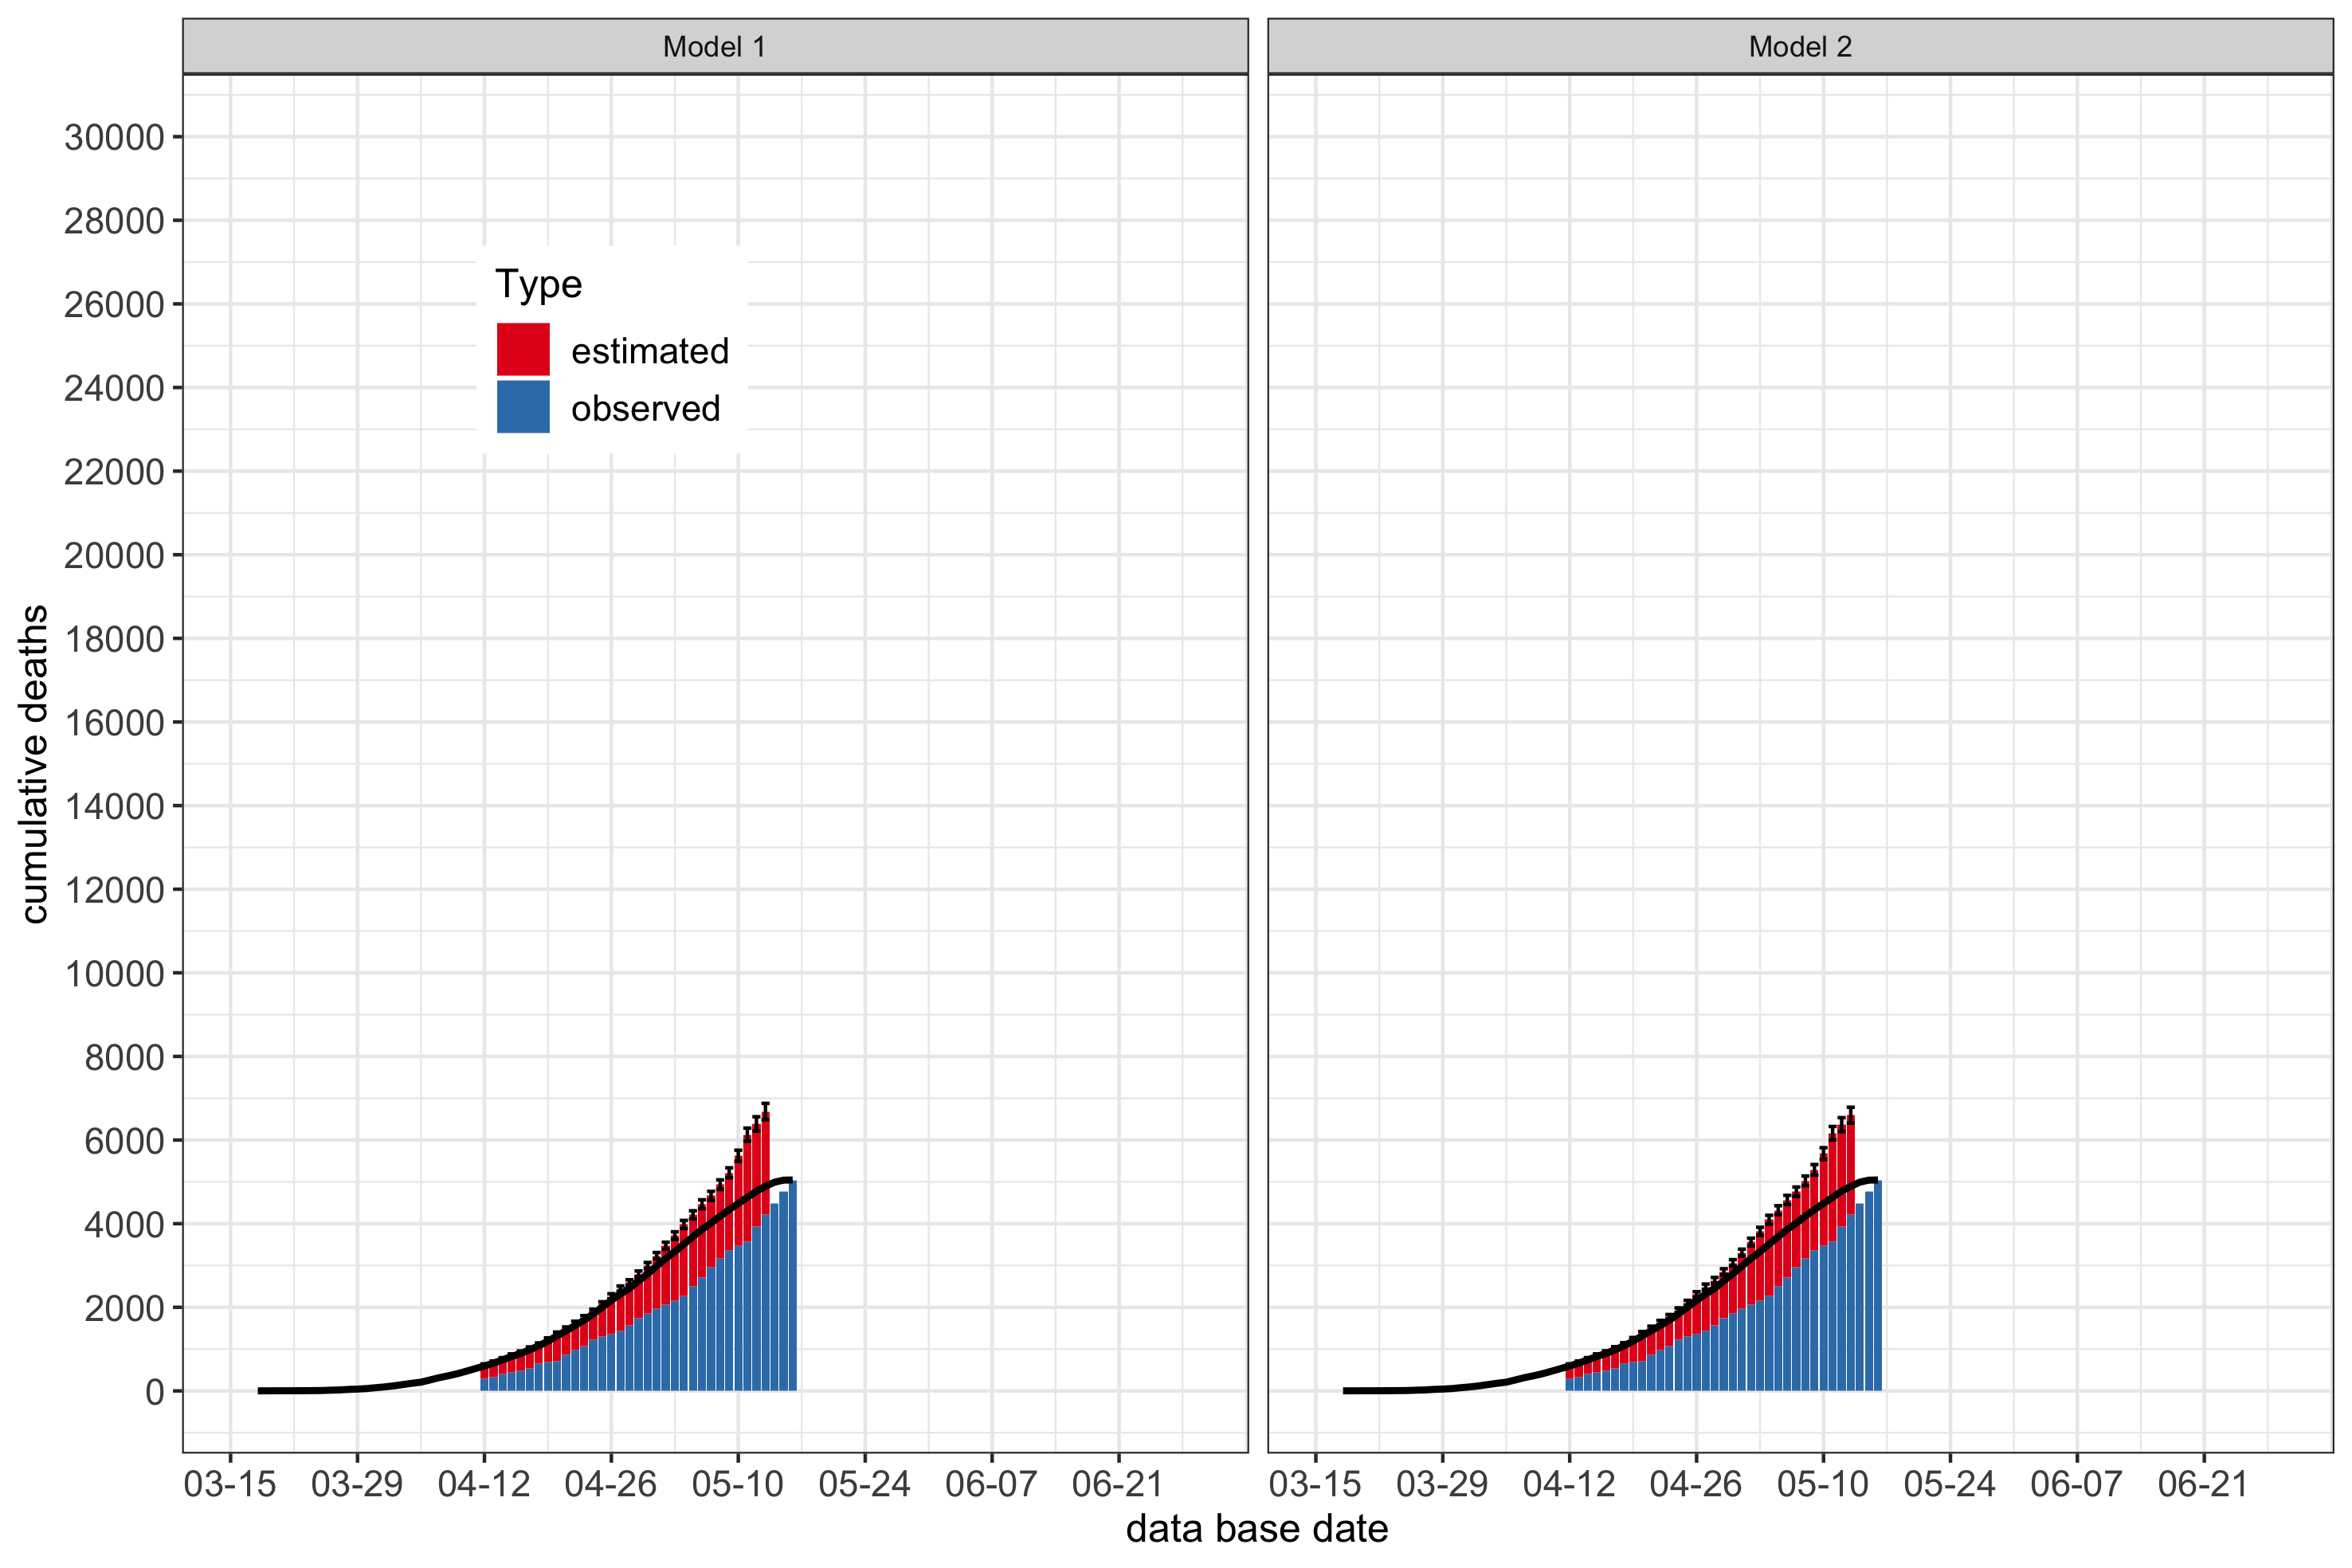 Model 1
Model 2
30000
28000
26000
24000
22000
20000
18000
16000
14000
12000
10000
8000
6000
4000
2000
0
cumulative deaths
Type
estimated
observed
03-15 03-29 04-12 04-26 05-10 05-24 06-07 06-21
03-15 03-29 04-12 04-26 05-10 05-24 06-07 06-21
data base date